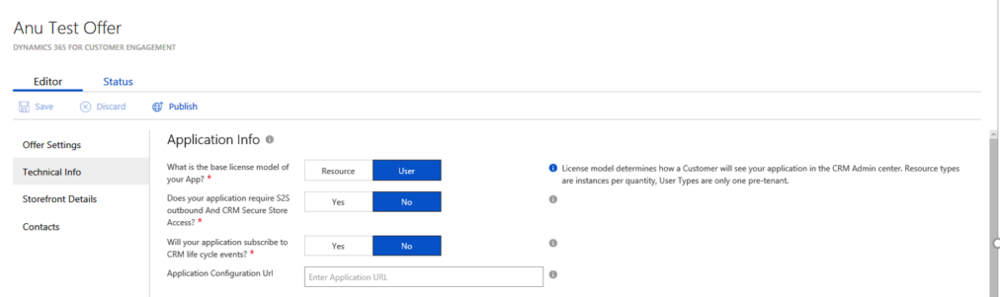 Anu Test Offer
DYNAMICS 365 FOR CUSTOMER ENGAGEMENT
Editor Status
Save Discard Publish
Offer Settings
Technical Info
Storefront Details
Contacts
Application Info
What is the base license model of
your App? *
Resource User
License model determines how a Customer will see your application in the CRM Admin center. Resource types
are instances per quantity, User Types are only one pre-tenant.
Does your application require S2S
outbound And CRM Secure Store
Access? *
Yes No
Will your application subscribe to
CRM life cycle events? *
Yes No
Application Configuration Url
Enter Application URL